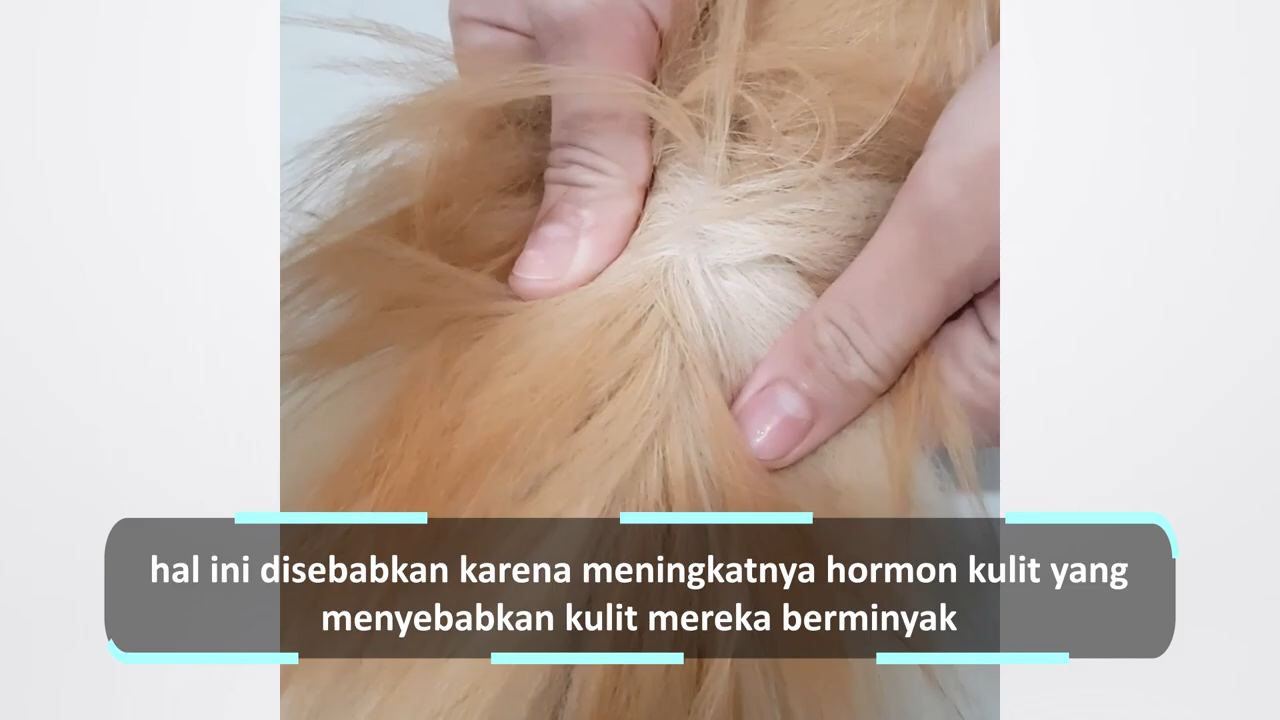 hal ini disebabkan karena meningkatnya hormon kulit yang
menyebabkan kulit mereka berminyak